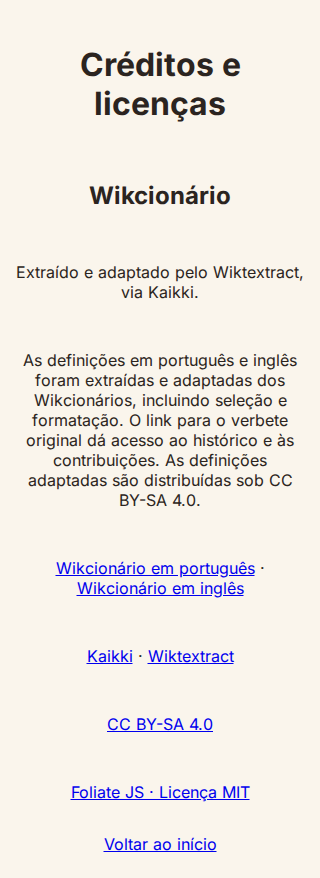 Créditos e
licenças
Wikcionário
Extraído e adaptado pelo Wiktextract,
via Kaikki.
As definições em português e inglês
foram extraídas e adaptadas dos
Wikcionários, incluindo seleção e
formatação. O link para o verbete
original dá acesso ao histórico e às
contribuições. As definições
adaptadas são distribuídas sob CC
BY-SA 4.0.
Wikcionário em português ·
Wikcionário em inglês
Kaikki · Wiktextract
CC BY-SA 4.0
Foliate JS · Licença MIT
Voltar ao início